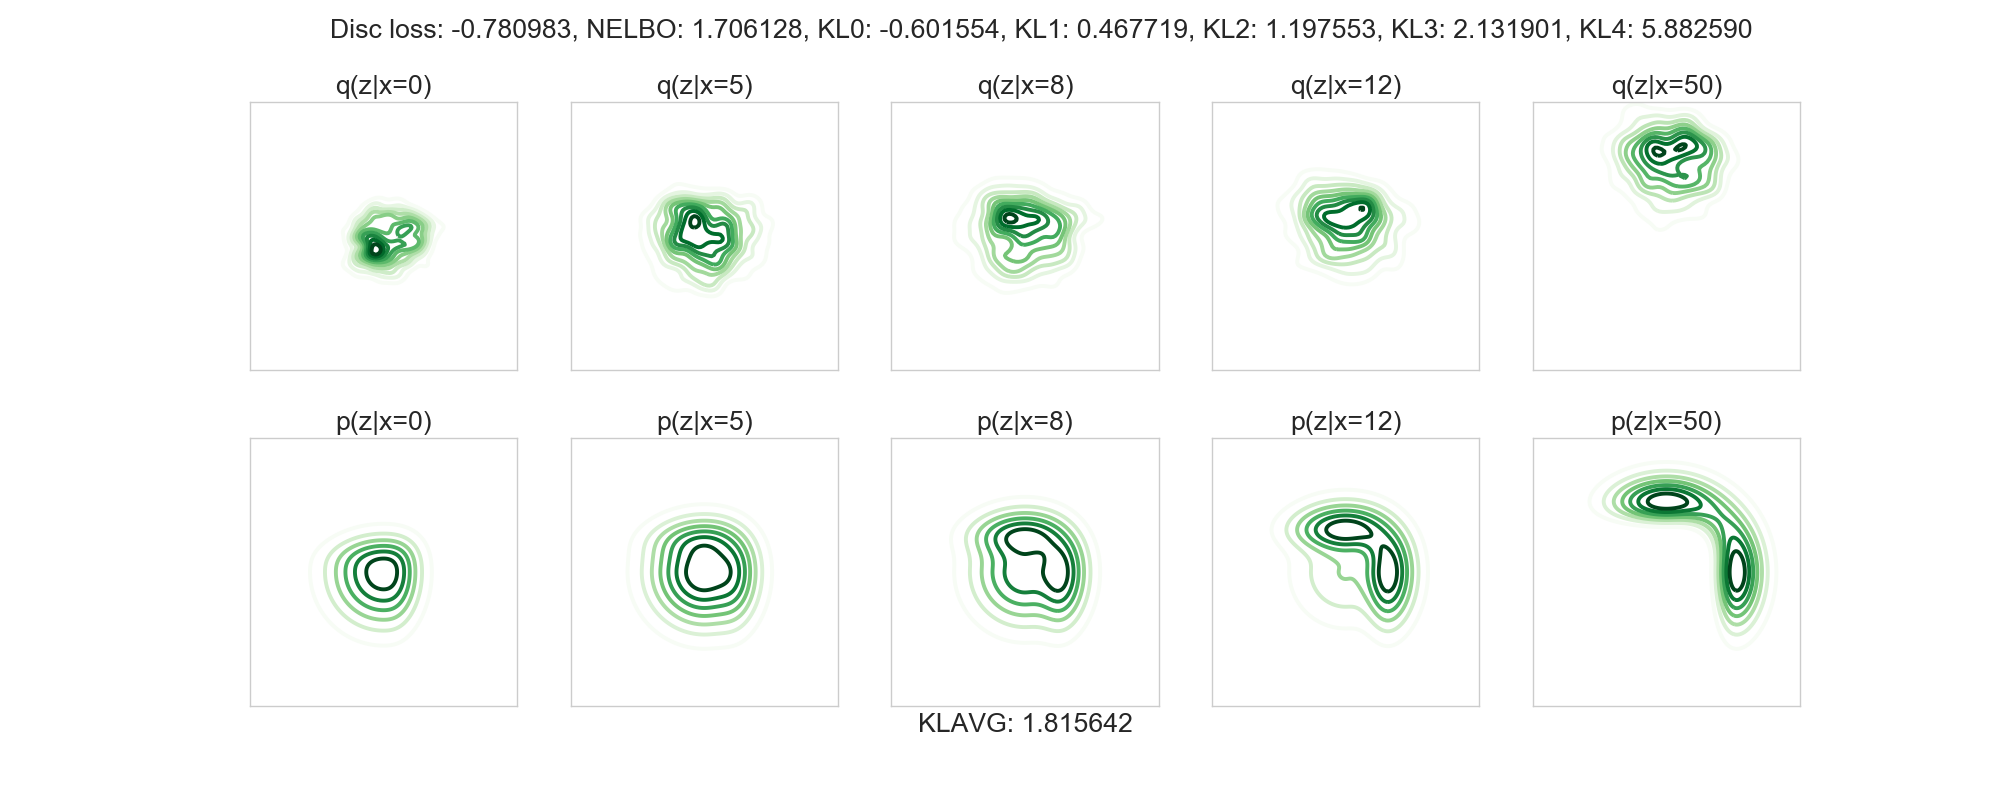 Disc loss: -0.780983, NELBO: 1.706128, KL0: -0.601554, KL1: 0.467719, KL2: 1.197553, KL3: 2.131901, KL4: 5.882590
q(z|x=0) q(z|x=5) q(z|x=8) q(z|x=12) q(z|x=50)
p(z|x=0) p(z|x=5) p(z|x=8) p(z|x=12) p(z|x=50)
KLAVG: 1.815642